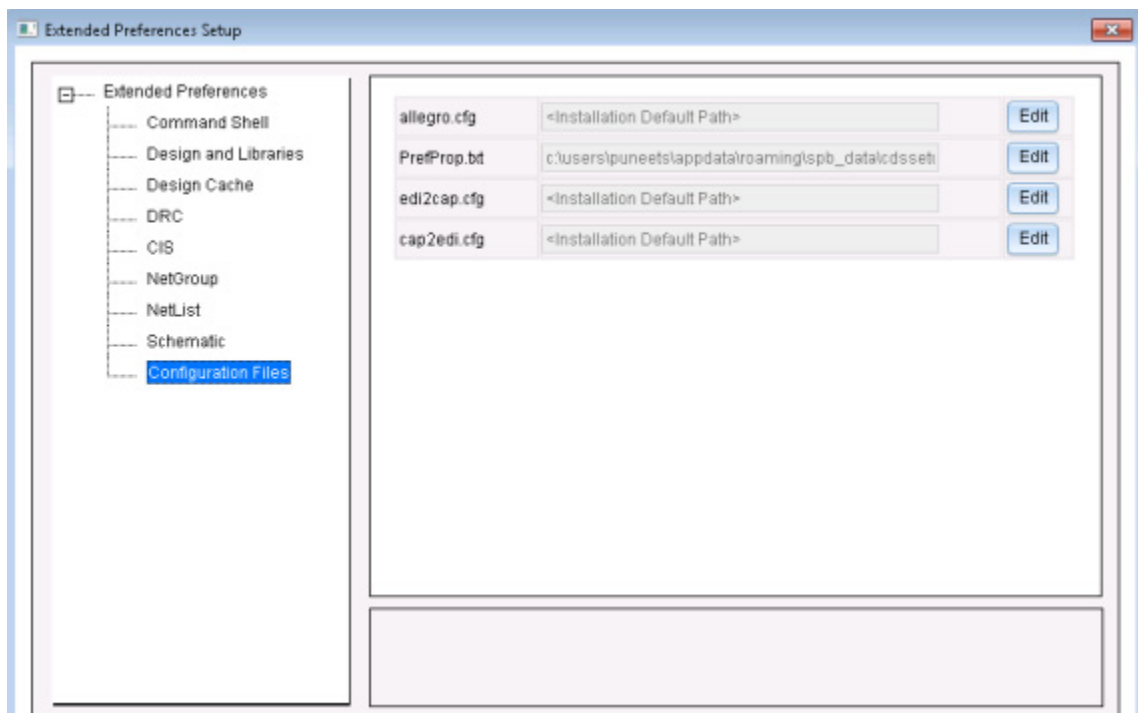 Extended Preferences Setup
Extended Preferences
Command Shell
Design and Libraries
Design Cache
DRC
CIS
NetGroup
NetList
Schematic
Configuration Files
allegro.cfg <Installation Default Path> Edit
PrefProp.txt c:\users\puneets\appdata\roaming\spb_data\cdssetu Edit
edi2cap.cfg <Installation Default Path> Edit
cap2edi.cfg <Installation Default Path> Edit